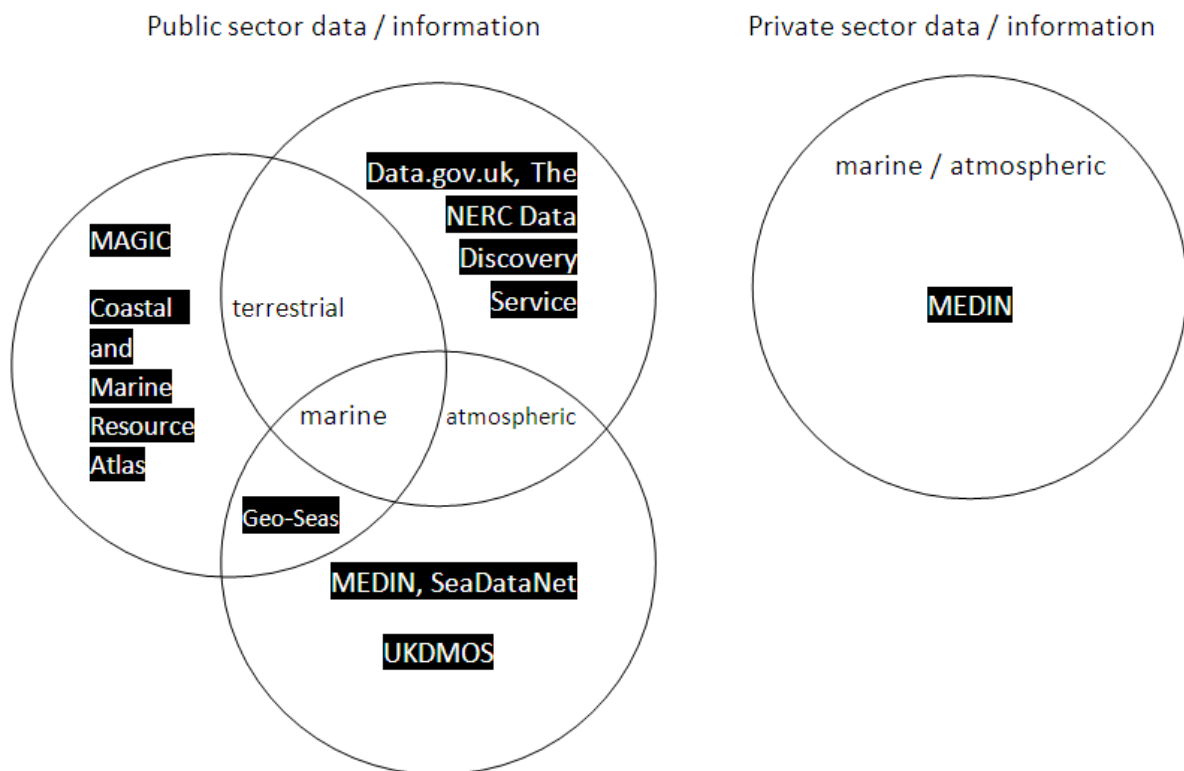 Public sector data / information
Private sector data / information
Data.gov.uk, The
NERC Data
Discovery
Service
MAGIC
Coastal
and
Marine
Resource
Atlas
terrestrial
marine
atmospheric
Geo-Seas
MEDIN, SeaDataNet
UKDMOS
marine / atmospheric
MEDIN